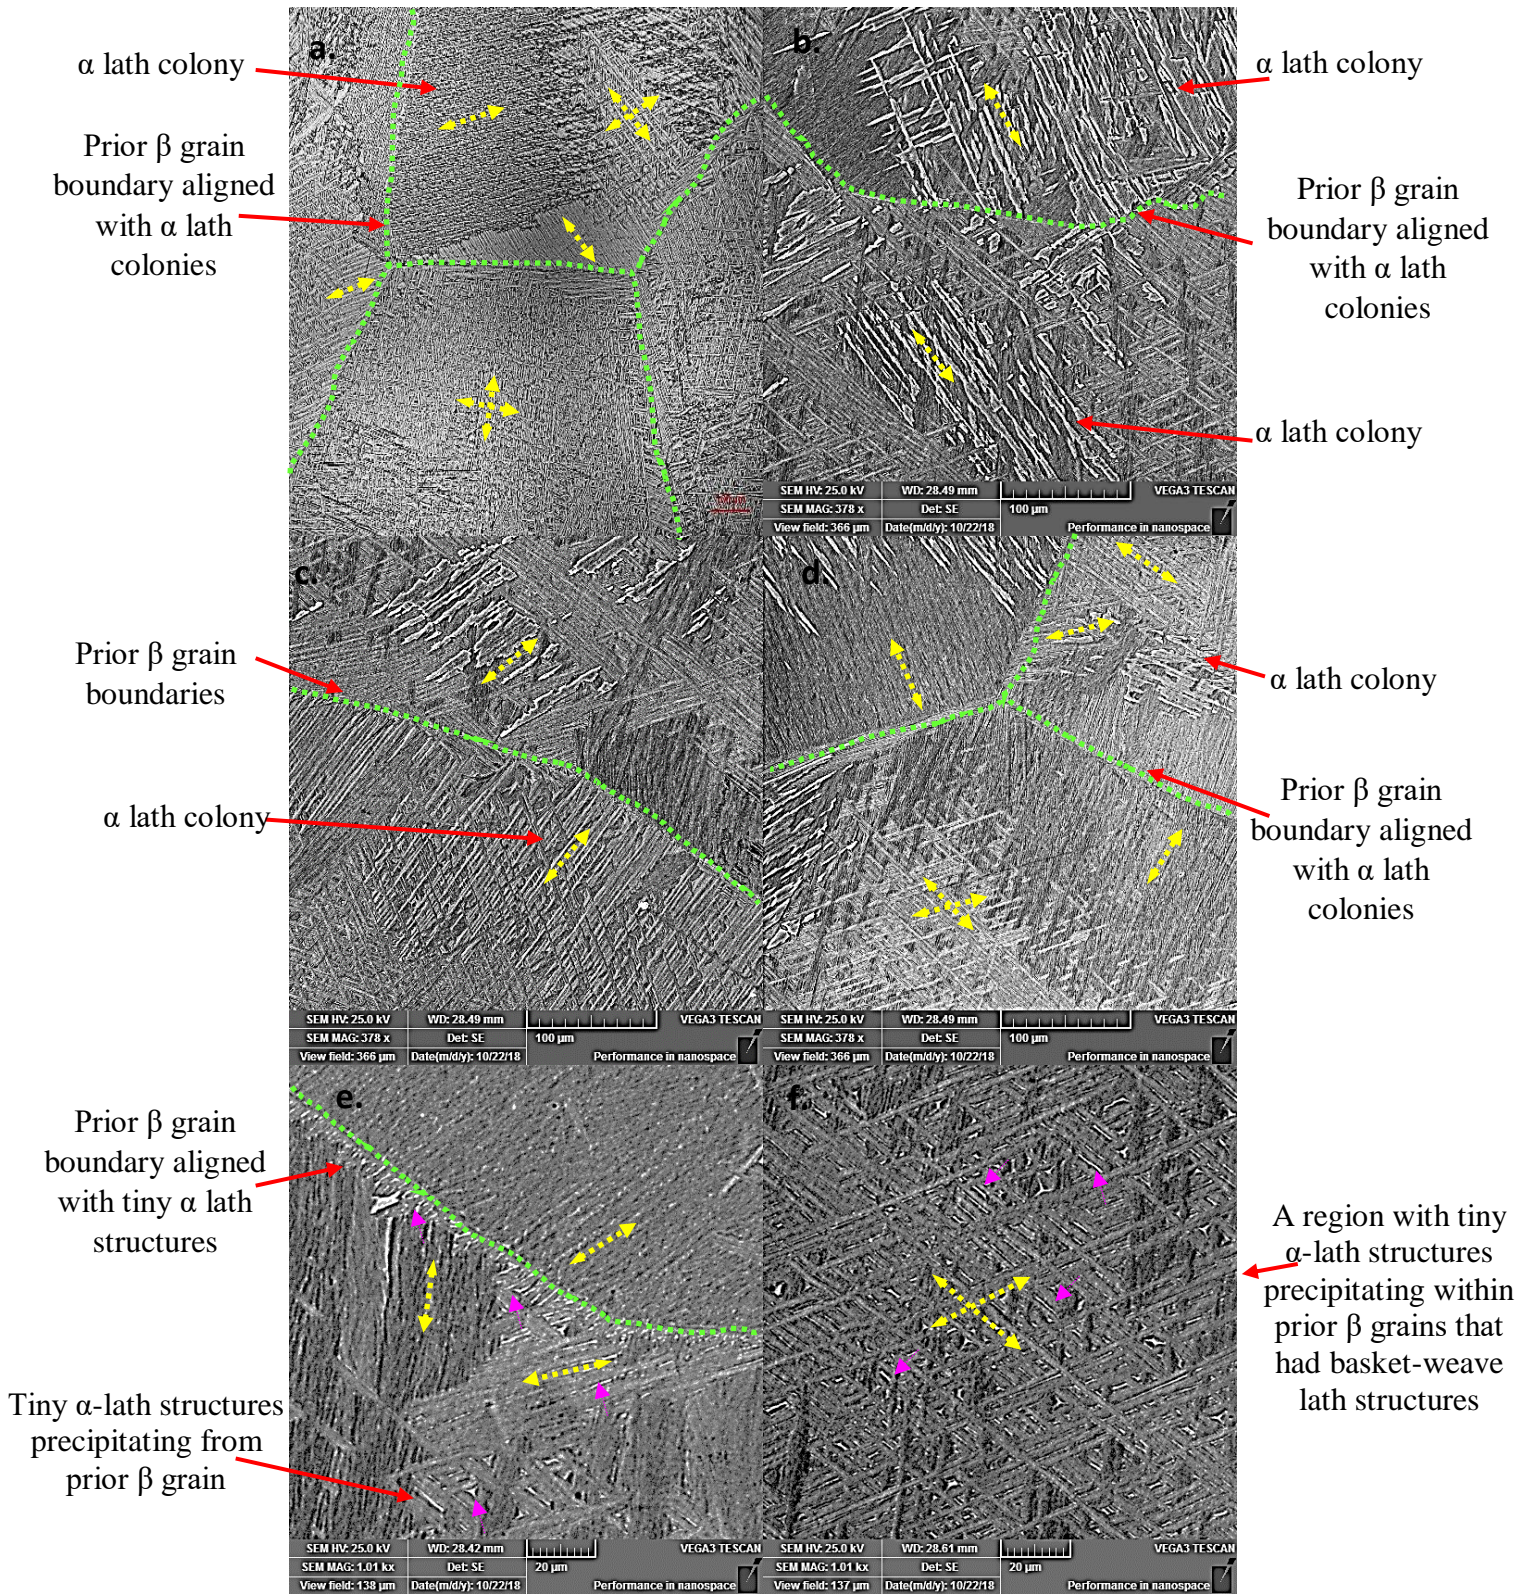 a.
α lath colony
Prior β grain
boundary aligned
with α lath
colonies
b.
α lath colony
Prior β grain
boundary aligned
with α lath
colonies
α lath colony
SEM HV: 25.0 kV WD: 28.49 mm VEGA3 TESCAN
SEM MAG: 378 x Det: SE 100 µm
View field: 366 µm Date(m/d/y): 10/22/18 Performance in nanospace
c.
Prior β grain
boundaries
α lath colony
SEM HV: 25.0 kV WD: 28.49 mm VEGA3 TESCAN
SEM MAG: 378 x Det: SE 100 µm
View field: 366 µm Date(m/d/y): 10/22/18 Performance in nanospace
d.
α lath colony
Prior β grain
boundary aligned
with α lath
colonies
SEM HV: 25.0 kV WD: 28.49 mm VEGA3 TESCAN
SEM MAG: 378 x Det: SE 100 µm
View field: 366 µm Date(m/d/y): 10/22/18 Performance in nanospace
e.
Prior β grain
boundary aligned
with tiny α lath
structures
Tiny α-lath structures
precipitating from
prior β grain
SEM HV: 25.0 kV WD: 28.42 mm VEGA3 TESCAN
SEM MAG: 1.01 kx Det: SE 20 µm
View field: 138 µm Date(m/d/y): 10/22/18 Performance in nanospace
f.
A region with tiny
α-lath structures
precipitating within
prior β grains that
had basket-weave
lath structures
SEM HV: 25.0 kV WD: 28.61 mm VEGA3 TESCAN
SEM MAG: 1.01 kx Det: SE 20 µm
View field: 137 µm Date(m/d/y): 10/22/18 Performance in nanospace